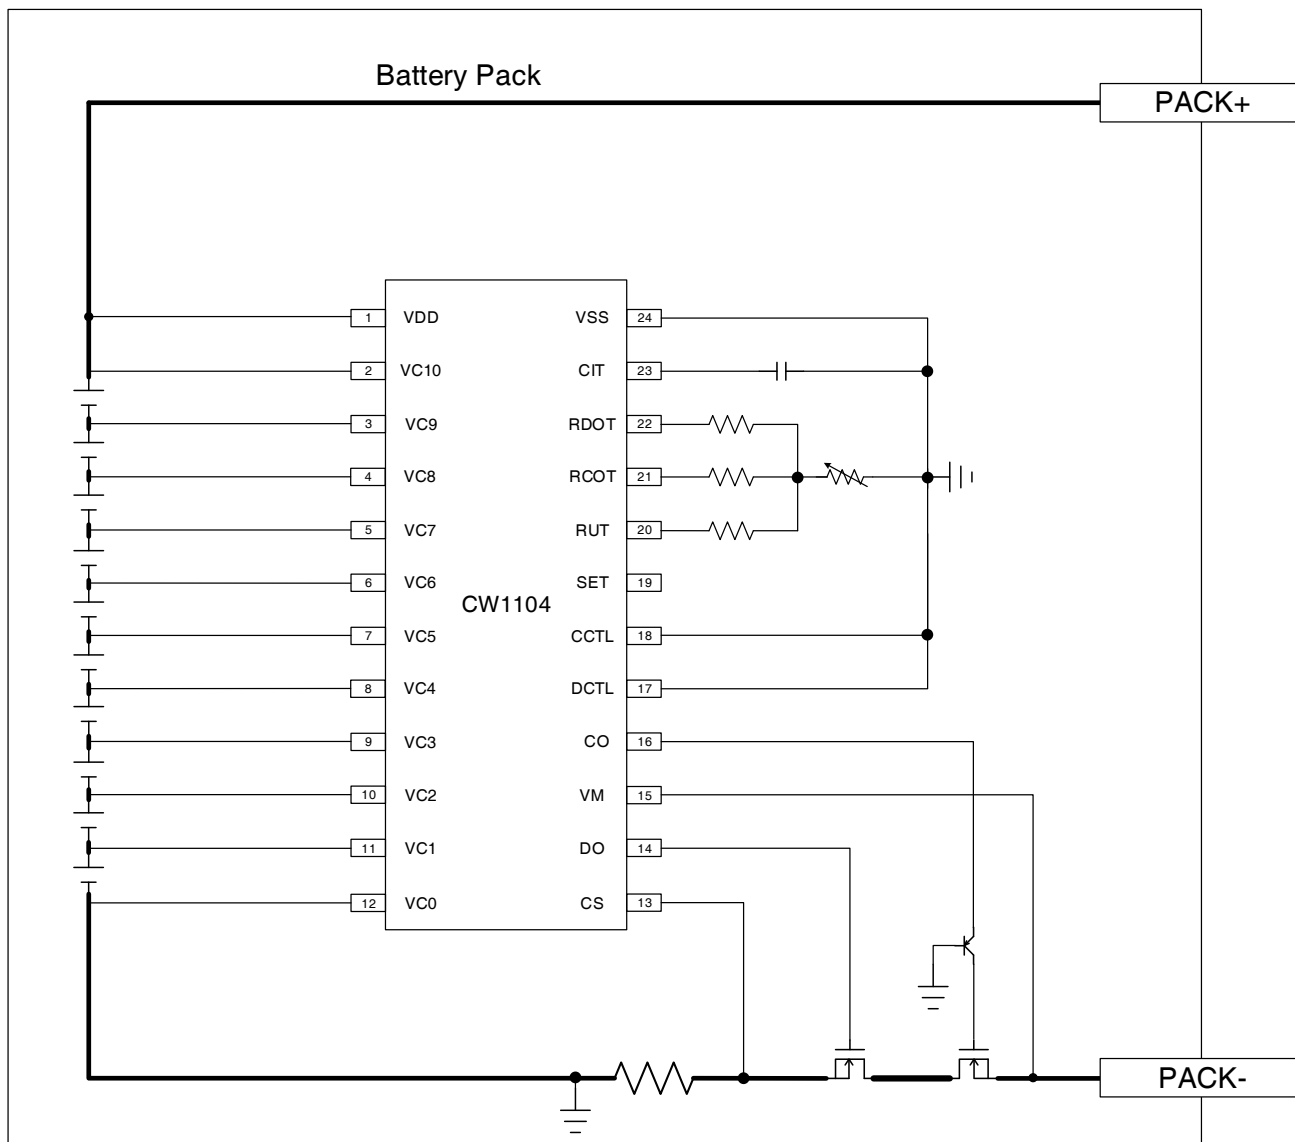 Battery Pack
PACK+
1 VDD VSS 24
2 VC10 CIT 23
3 VC9 RDOT 22
4 VC8 RCOT 21
5 VC7 RUT 20
6 VC6 SET 19
CW1104
7 VC5 CCTL 18
8 VC4 DCTL 17
9 VC3 CO 16
10 VC2 VM 15
11 VC1 DO 14
12 VC0 CS 13
PACK-